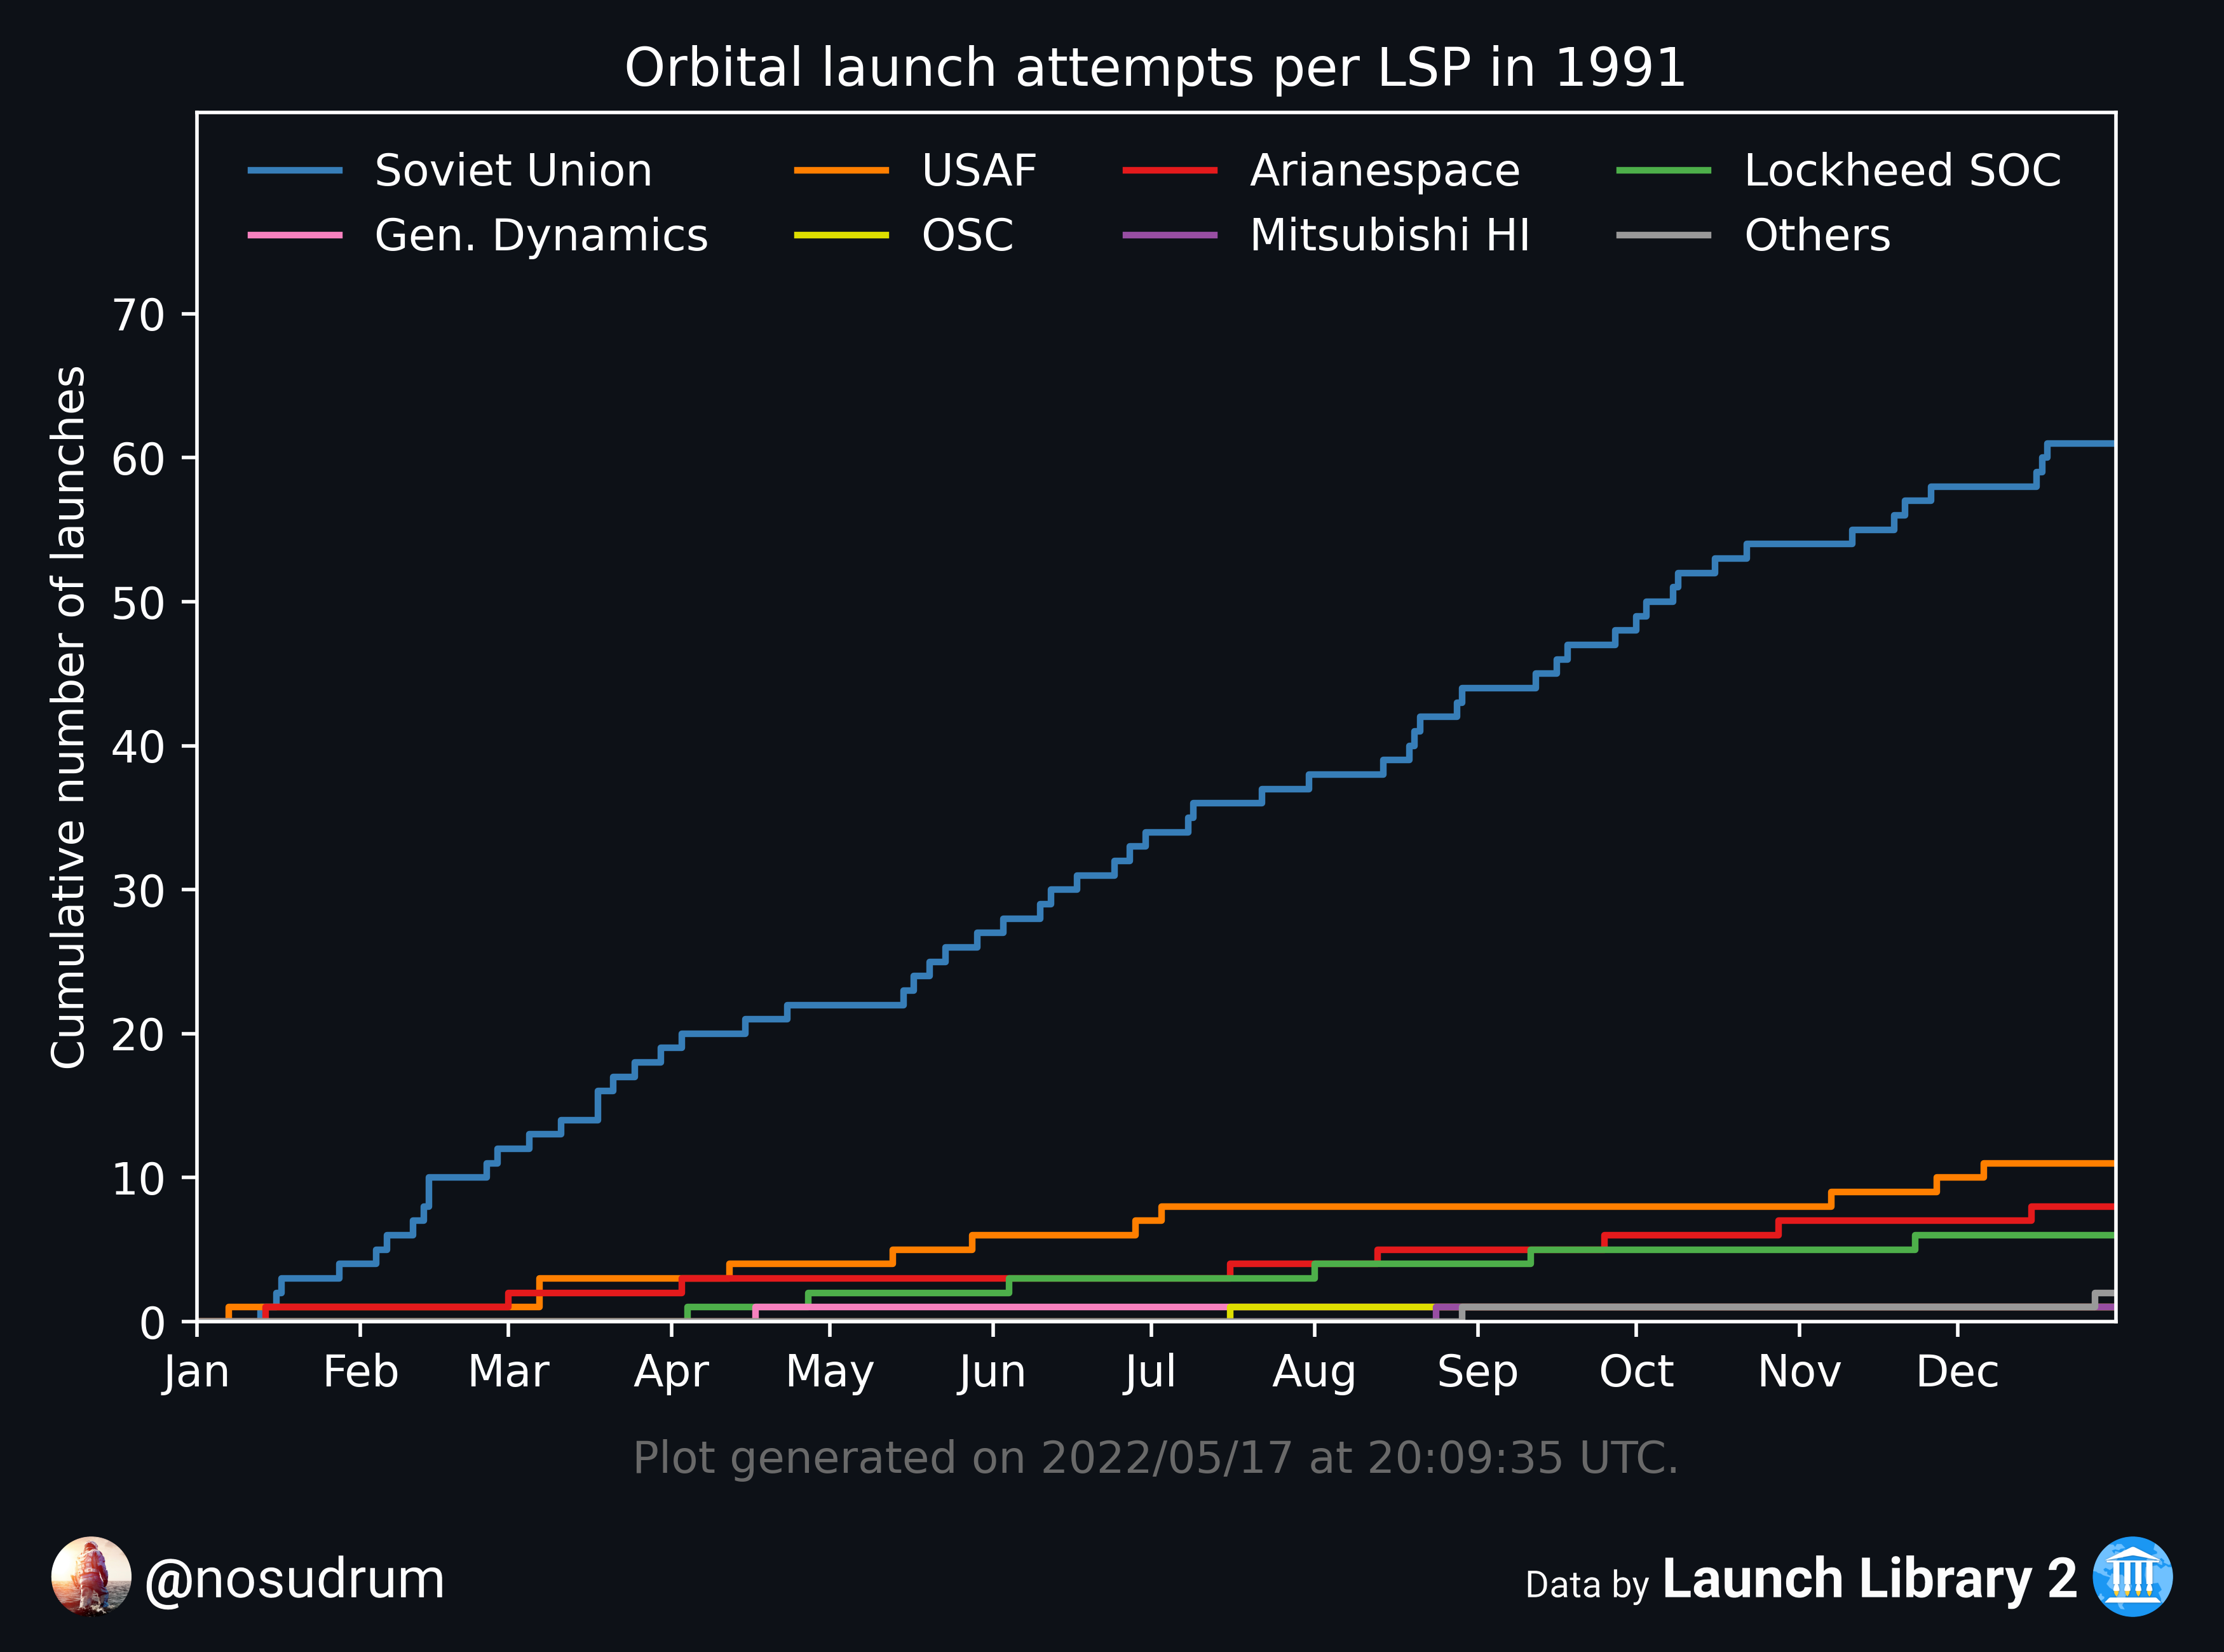 Orbital launch attempts per LSP in 1991
Soviet Union
USAF
Arianespace
Lockheed SOC
Gen. Dynamics
OSC
Mitsubishi HI
Others
Cumulative number of launches
70
60
50
40
30
20
10
0
Jan Feb Mar Apr May Jun Jul Aug Sep Oct Nov Dec
Plot generated on 2022/05/17 at 20:09:35 UTC.
@nosudrum
Data by Launch Library 2